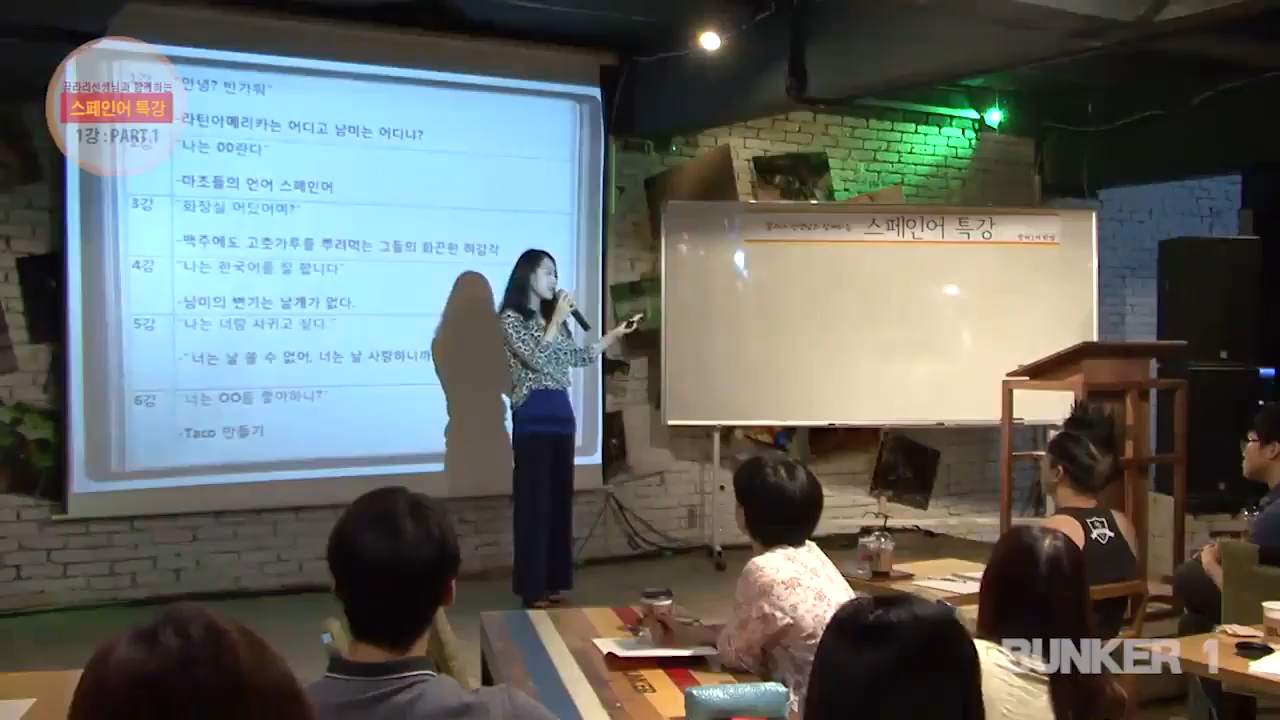 스페인어 특강
1강 : PART.1
"안녕? 반가워"
-라틴아메리카는 어디고 남미는 어디냐?
"나는 OO란다"
-마초들의 언어 스페인어
3강
"화장실 어딨어여?"
-맥주에도 고춧가루를 뿌려먹는 그들의 화끈한 혀감각
4강
"나는 한국어를 잘 합니다"
-남미의 변기는 날개가 없다.
5강
"나는 너랑 사귀고 싶다."
-"너는 날 쏠 수 없어, 너는 날 사랑하니까
6강
"너는 OO를 좋아하니?"
-Taco 만들기
스페인어 특강
BUNKER 1